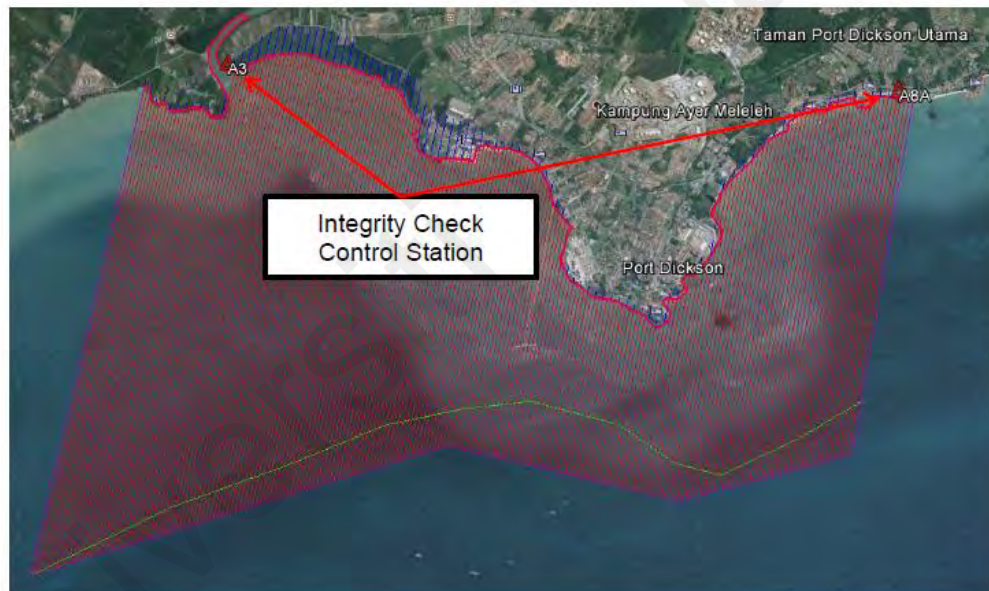 Taman Port Dickson Utama
A3
A8A
Kampung Ayer Meleleh
Integrity Check
Control Station
Port Dickson